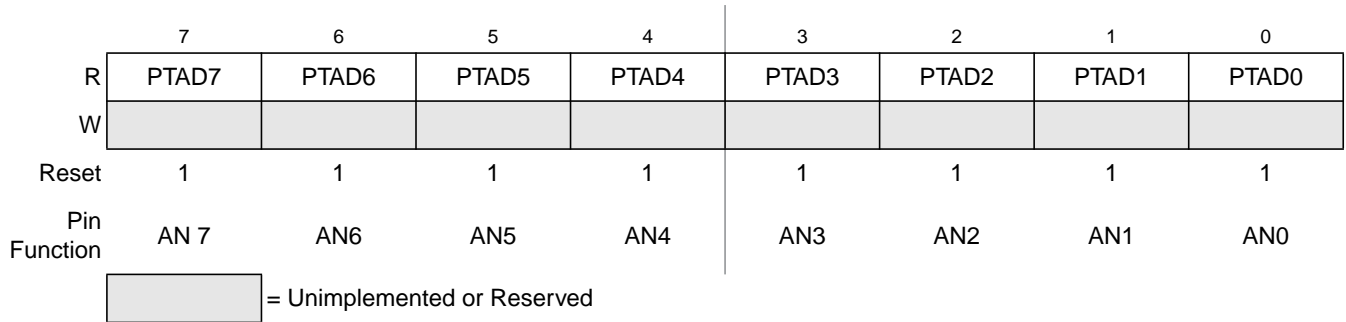 7 6 5 4 3 2 1 0
R PTAD7 PTAD6 PTAD5 PTAD4 PTAD3 PTAD2 PTAD1 PTAD0
W
Reset 1 1 1 1 1 1 1 1
Pin Function AN 7 AN6 AN5 AN4 AN3 AN2 AN1 AN0
= Unimplemented or Reserved